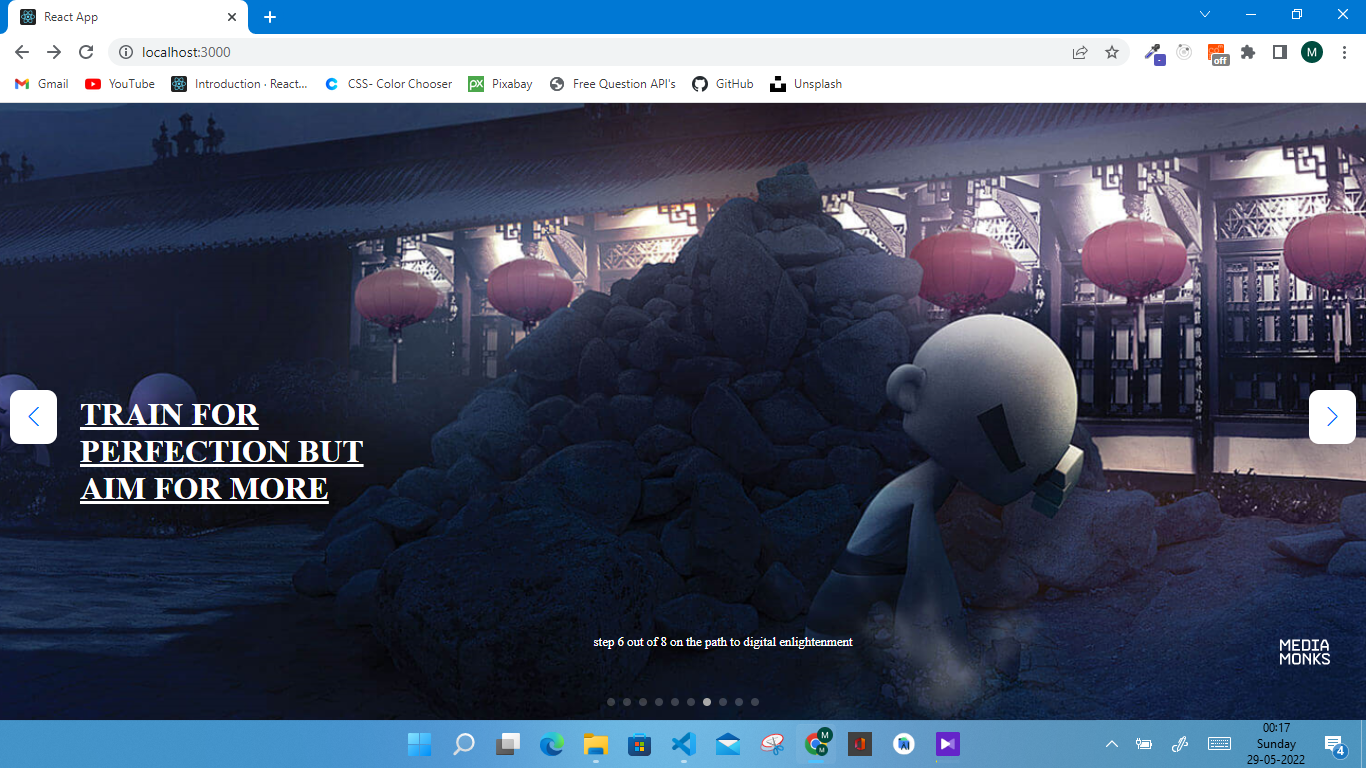 React App
localhost:3000
M
Gmail
YouTube
Introduction · React...
CSS- Color Chooser
Pixabay
Free Question API's
GitHub
Unsplash
off
px
TRAIN FOR
PERFECTION BUT
AIM FOR MORE
step 6 out of 8 on the path to digital enlightenment
MEDIA
MONKS
M
M
00:17
Sunday
29-05-2022
4